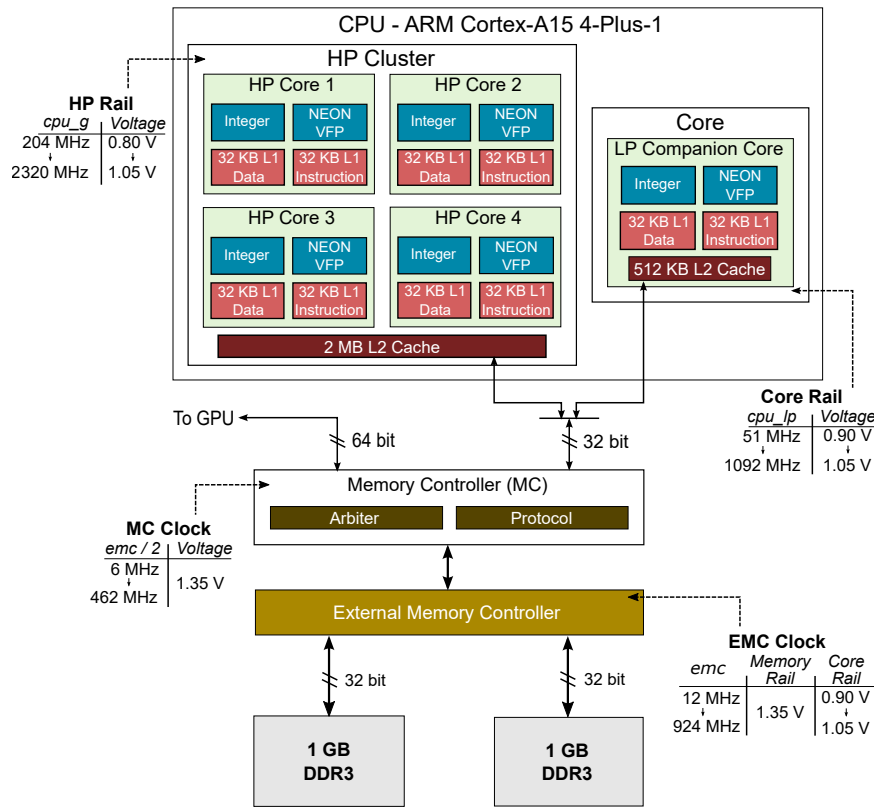 CPU - ARM Cortex-A15 4-Plus-1
HP Cluster
HP Core 1
Integer
NEON
VFP
32 KB L1
Data
32 KB L1
Instruction
HP Core 2
Integer
NEON
VFP
32 KB L1
Data
32 KB L1
Instruction
HP Core 3
Integer
NEON
VFP
32 KB L1
Data
32 KB L1
Instruction
HP Core 4
Integer
NEON
VFP
32 KB L1
Data
32 KB L1
Instruction
2 MB L2 Cache
Core
LP Companion Core
Integer
NEON
VFP
32 KB L1
Data
32 KB L1
Instruction
512 KB L2 Cache
HP Rail
cpu_g Voltage
204 MHz 0.80 V
2320 MHz 1.05 V
Core Rail
cpu_lp Voltage
51 MHz 0.90 V
1092 MHz 1.05 V
To GPU
64 bit
32 bit
Memory Controller (MC)
Arbiter
Protocol
MC Clock
emc / 2 Voltage
6 MHz
1.35 V
462 MHz
External Memory Controller
EMC Clock
emc
Memory
Rail
Core
Rail
12 MHz 0.90 V
1.35 V
924 MHz 1.05 V
32 bit
32 bit
1 GB
DDR3
1 GB
DDR3